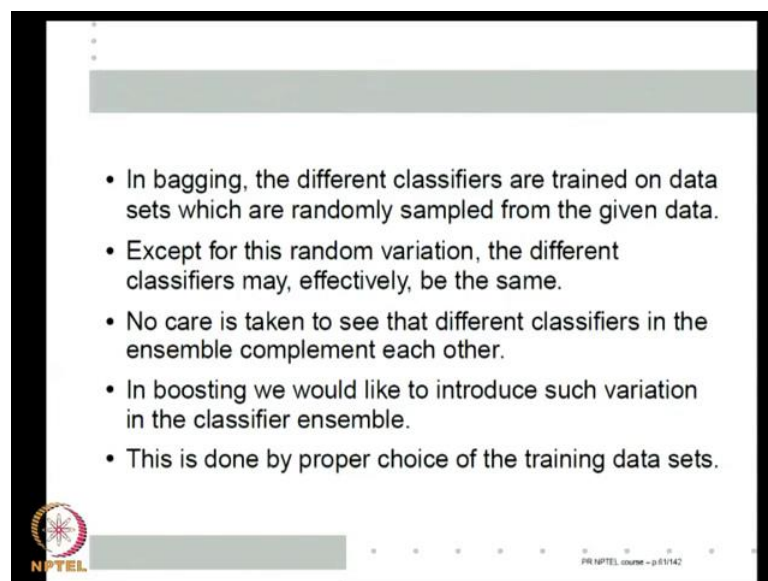 • In bagging, the different classifiers are trained on data
sets which are randomly sampled from the given data.
• Except for this random variation, the different
classifiers may, effectively, be the same.
• No care is taken to see that different classifiers in the
ensemble complement each other.
• In boosting we would like to introduce such variation
in the classifier ensemble.
• This is done by proper choice of the training data sets.
NPTEL
PR NPTEL course – p.61/142